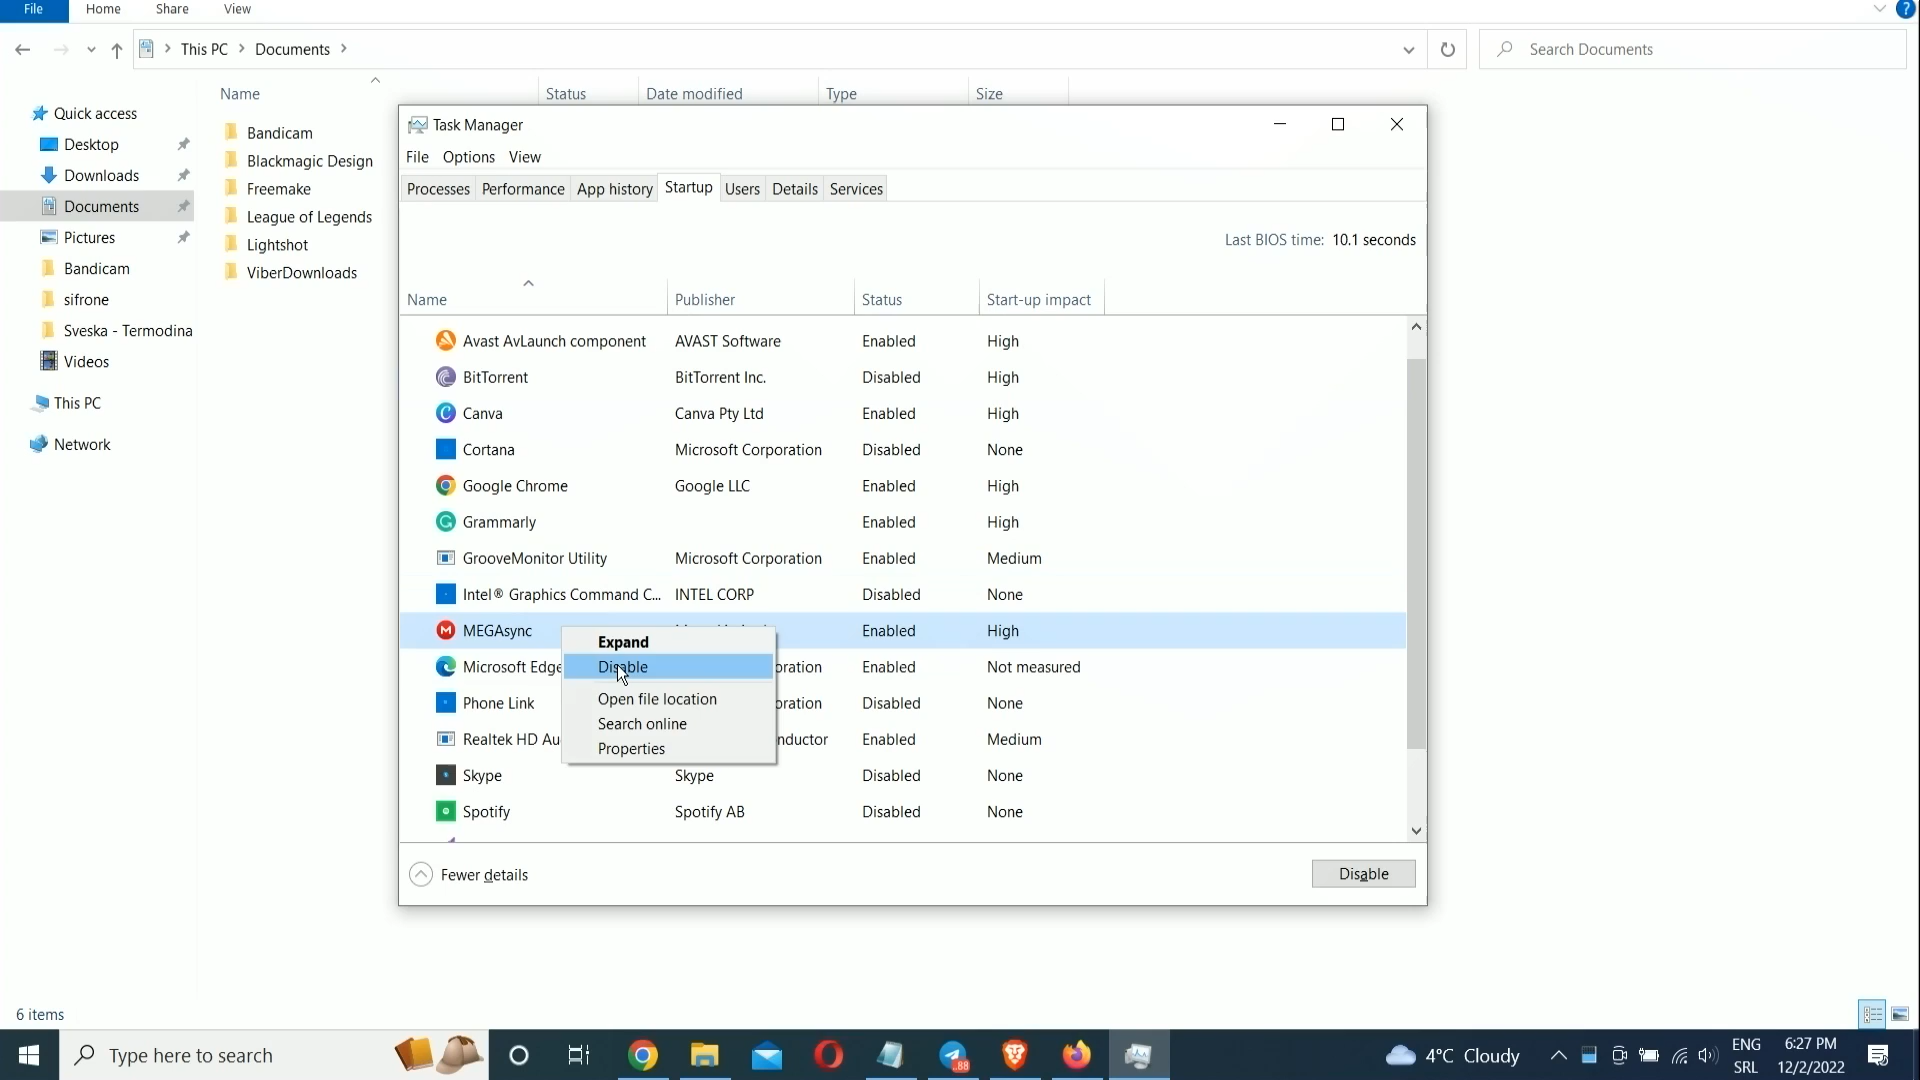 File Home Share View
This PC Documents
Search Documents
Name Status Date modified Type Size
Quick access
Desktop
Downloads
Documents
Pictures
Bandicam
sifrone
Sveska - Termodina
Videos
This PC
Network
Bandicam
Blackmagic Design
Freemake
League of Legends
Lightshot
ViberDownloads
Task Manager
File Options View
Processes Performance App history Startup Users Details Services
Last BIOS time: 10.1 seconds
Name Publisher Status Start-up impact
Avast AvLaunch component AVAST Software Enabled High
BitTorrent BitTorrent Inc. Disabled High
Canva Canva Pty Ltd Enabled High
Cortana Microsoft Corporation Disabled None
Google Chrome Google LLC Enabled High
Grammarly Enabled High
GrooveMonitor Utility Microsoft Corporation Enabled Medium
Intel® Graphics Command C... INTEL CORP Disabled None
MEGAsync Enabled High
Microsoft Edge oration Enabled Not measured
Phone Link oration Disabled None
Realtek HD Au nductor Enabled Medium
Skype Skype Disabled None
Spotify Spotify AB Disabled None
Expand
Disable
Open file location
Search online
Properties
Fewer details
Disable
6 items
Type here to search
88
4°C Cloudy
ENG
SRL
6:27 PM
12/2/2022